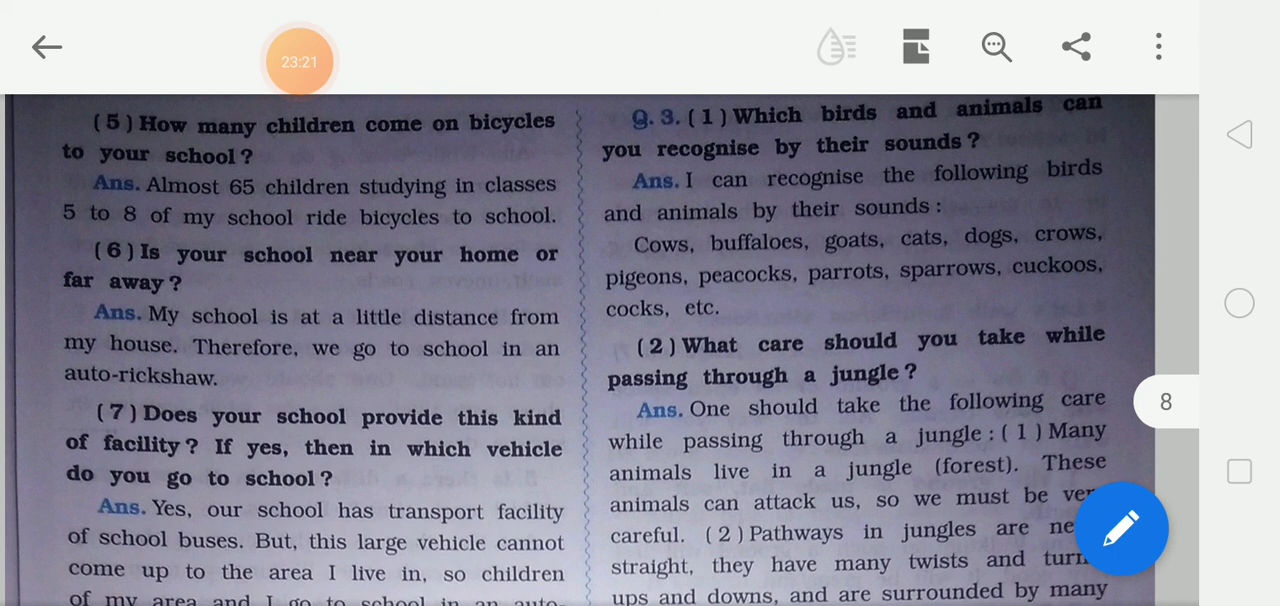 23:21
( 5 ) How many children come on bicycles
to your school ?
Ans. Almost 65 children studying in classes
5 to 8 of my school ride bicycles to school.
( 6 ) Is your school near your home or
far away ?
Ans. My school is at a little distance from
my house. Therefore, we go to school in an
auto-rickshaw.
( 7 ) Does your school provide this kind
of facility ? If yes, then in which vehicle
do you go to school ?
Ans. Yes, our school has transport facility
of school buses. But, this large vehicle cannot
come up to the area I live in, so children
of my area and I go to school in an auto-
Q. 3. ( 1 ) Which birds and animals can
you recognise by their sounds ?
Ans. I can recognise the following birds
and animals by their sounds :
Cows, buffaloes, goats, cats, dogs, crows,
pigeons, peacocks, parrots, sparrows, cuckoos,
cocks, etc.
( 2 ) What care should you take while
passing through a jungle ?
Ans. One should take the following care
while passing through a jungle : ( 1 ) Many
animals live in a jungle (forest). These
animals can attack us, so we must be
careful. ( 2 ) Pathways in jungles are
straight, they have many twists and
ups and downs, and are surrounded by many
8